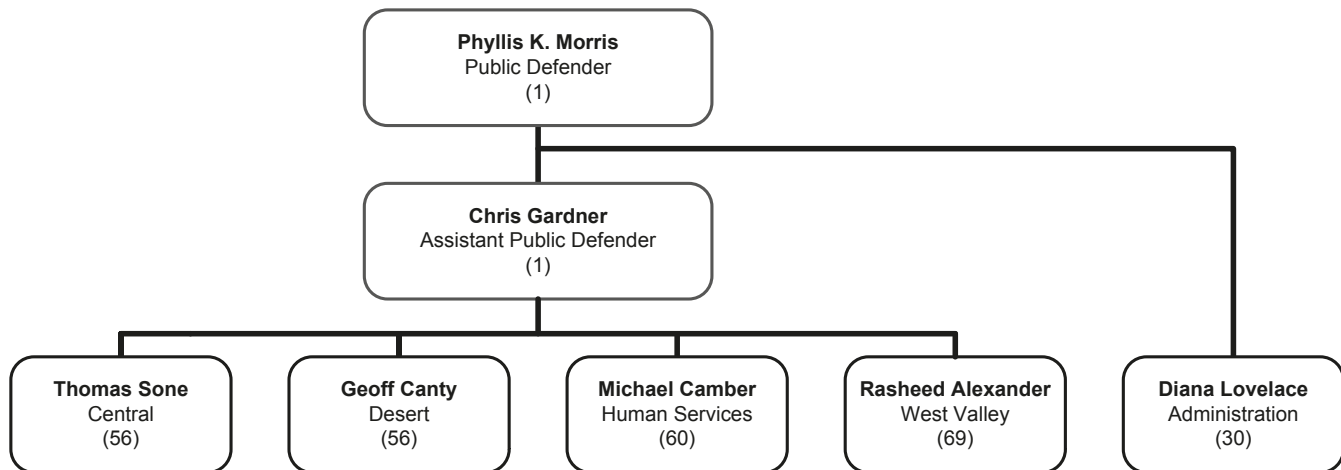 Phyllis K. Morris
Public Defender
(1)
Chris Gardner
Assistant Public Defender
(1)
Thomas Sone
Central
(56)
Geoff Canty
Desert
(56)
Michael Camber
Human Services
(60)
Rasheed Alexander
West Valley
(69)
Diana Lovelace
Administration
(30)